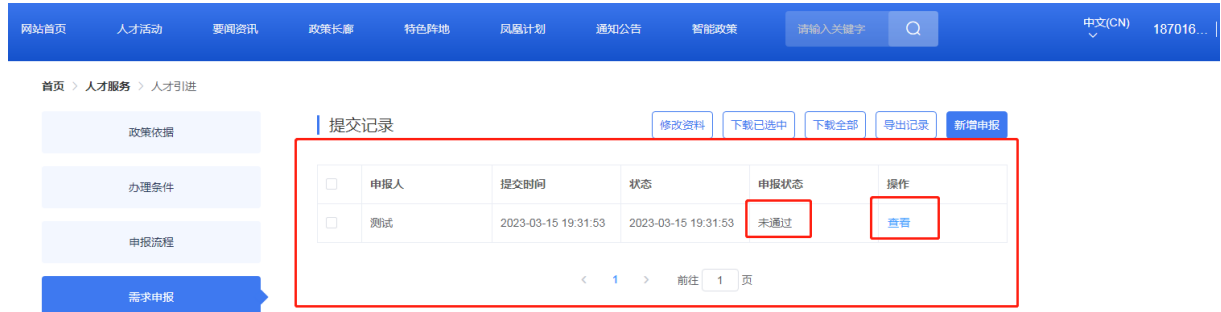 网站首页 人才活动 要闻资讯 政策长廊 特色阵地 凤凰计划 通知公告 智能政策 请输入关键字 中文(CN) 187016...
首页 > 人才服务 > 人才引进
政策依据
办理条件
申报流程
需求申报
提交记录 修改资料 下载已选中 下载全部 导出记录 新增申报
申报人 提交时间 状态 申报状态 操作
测试 2023-03-15 19:31:53 2023-03-15 19:31:53 未通过 查看
< 1 > 前往 1 页